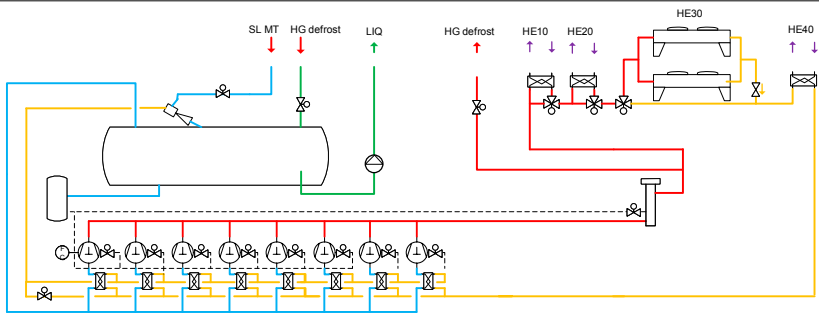 HE30
SL MT
HG defrost
LIQ
HG defrost
HE10
HE20
HE40
F
C